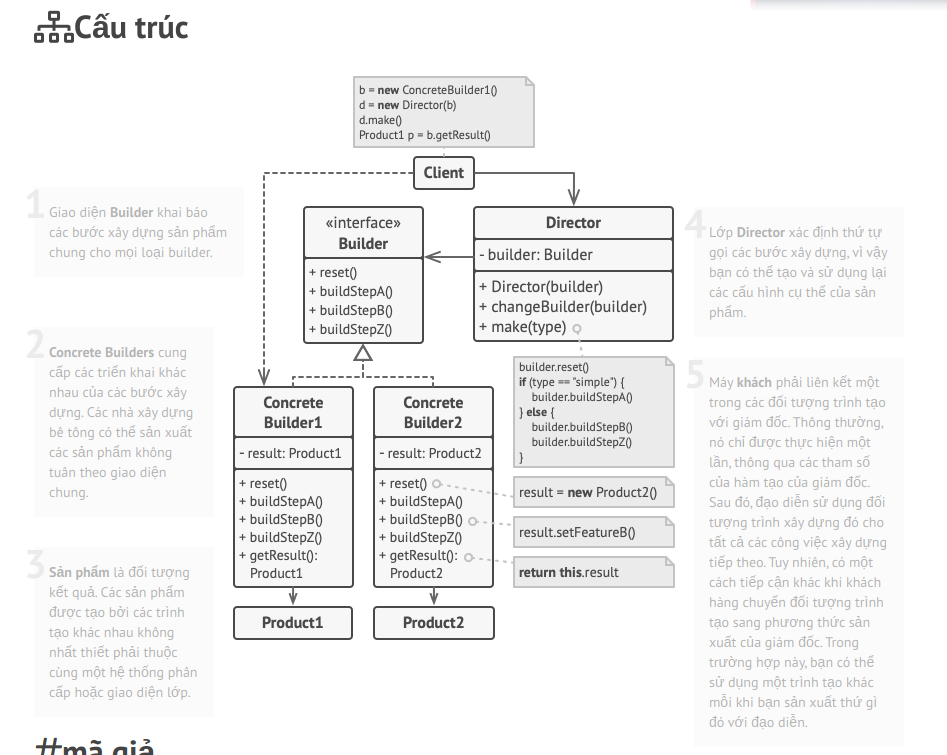 Cấu trúc
b = new ConcreteBuilder1()
d = new Director(b)
d.make()
Product1 p = b.getResult()
Client
1
Giao diện Builder khai báo
các bước xây dựng sản phẩm
chung cho mọi loại builder.
2
Concrete Builders cung
cấp các triển khai khác
nhau của các bước xây
dựng. Các nhà xây dựng
bê tông có thể sản xuất
các sản phẩm không
tuân theo giao diện
chung.
3
Sản phẩm là đối tượng
kết quả. Các sản phẩm
được tạo bởi các trình
tạo khác nhau không
nhất thiết phải thuộc
cùng một hệ thống phân
cấp hoặc giao diện lớp.
«interface»
Builder
+ reset()
+ buildStepA()
+ buildStepB()
+ buildStepZ()
Director
- builder: Builder
+ Director(builder)
+ changeBuilder(builder)
+ make(type)
builder.reset()
if (type == "simple") {
builder.buildStepA()
} else {
builder.buildStepB()
builder.buildStepZ()
}
Concrete
Builder1
- result: Product1
+ reset()
+ buildStepA()
+ buildStepB()
+ buildStepZ()
+ getResult():
Product1
Product1
Concrete
Builder2
- result: Product2
+ reset()
+ buildStepA()
+ buildStepB()
+ buildStepZ()
+ getResult():
Product2
Product2
result = new Product2()
result.setFeatureB()
return this.result
4
Lớp Director xác định thứ tự
gọi các bước xây dựng, vì vậy
bạn có thể tạo và sử dụng lại
các cấu hình cụ thể của sản
phẩm.
5
Máy khách phải liên kết một
trong các đối tượng trình tạo
với giám đốc. Thông thường,
nó chỉ được thực hiện một
lần, thông qua các tham số
của hàm tạo của giám đốc.
Sau đó, đạo diễn sử dụng đối
tượng trình xây dựng đó cho
tất cả các công việc xây dựng
tiếp theo. Tuy nhiên, có một
cách tiếp cận khác khi khách
hàng chuyển đối tượng trình
tạo sang phương thức sản
xuất của giám đốc. Trong
trường hợp này, bạn có thể
sử dụng một trình tạo khác
mỗi khi bạn sản xuất thứ gì
đó với đạo diễn.
#mã giả